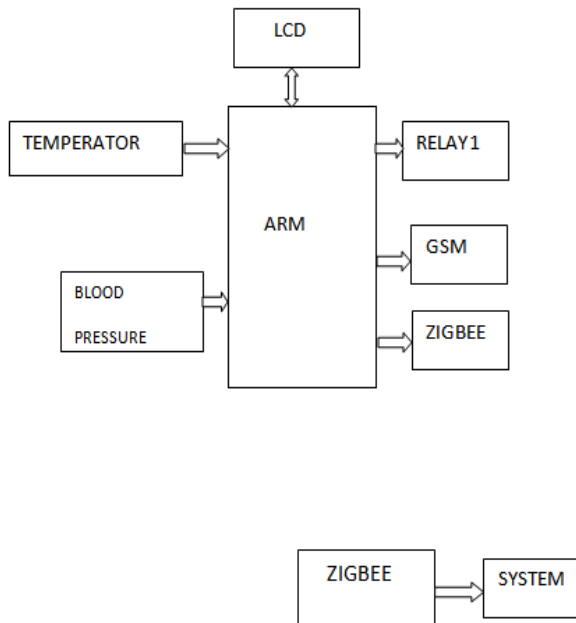 LCD
TEMPERATOR
RELAY1
ARM
GSM
BLOOD
PRESSURE
ZIGBEE
ZIGBEE
SYSTEM